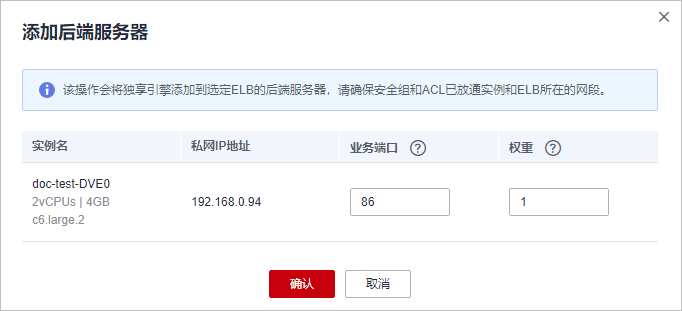 添加后端服务器
该操作会将独享引擎添加到选定ELB的后端服务器，请确保安全组和ACL已放通实例和ELB所在的网段。
实例名 私网IP地址 业务端口 权重
doc-test-DVE0
2vCPUs | 4GB 192.168.0.94 86 1
c6.large.2
确认 取消